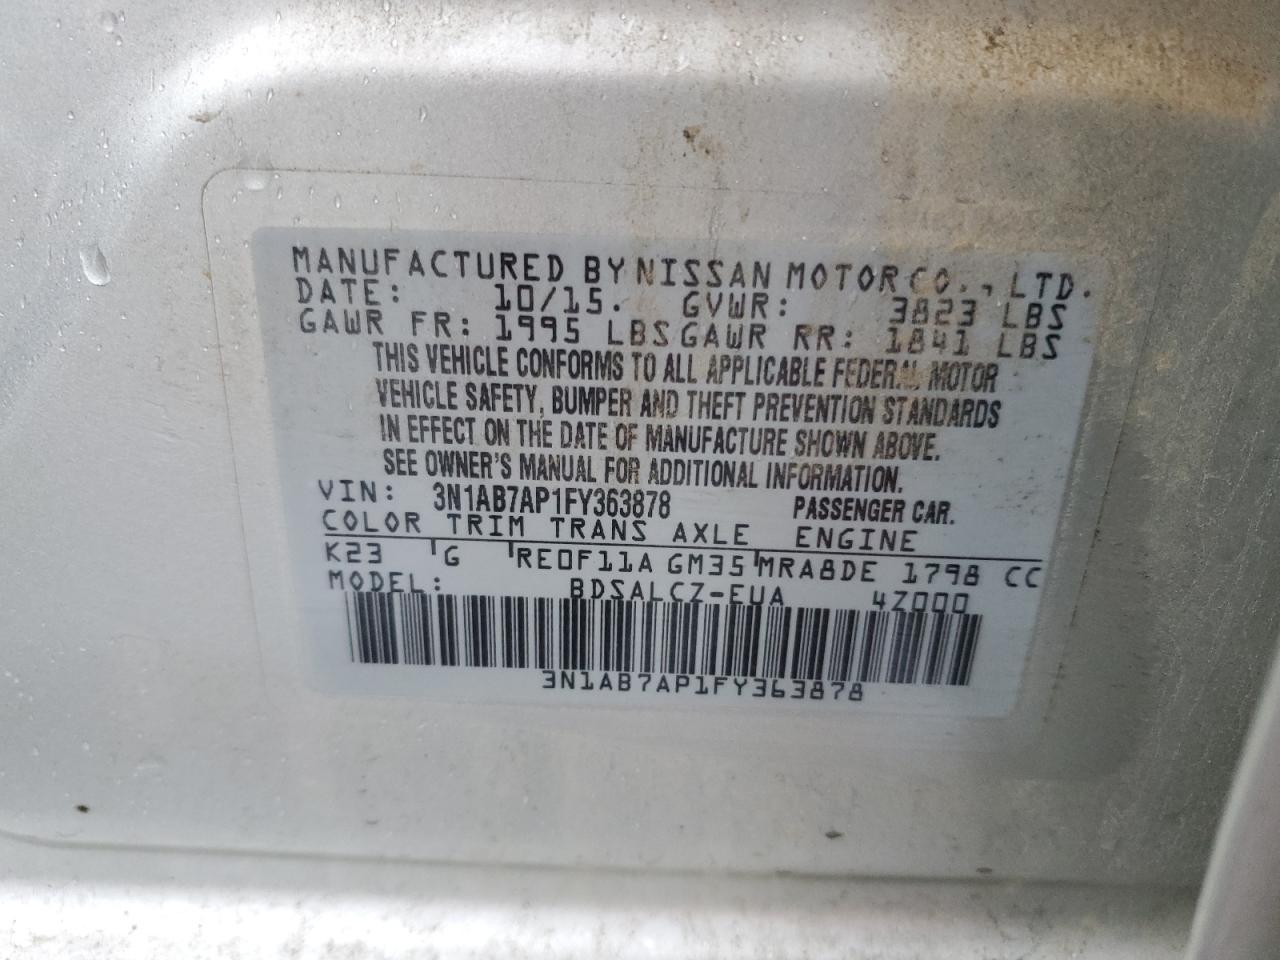 MANUFACTURED BY NISSAN MOTOR CO., LTD.
DATE: 10/15. GVWR: 3823 LBS
GAWR FR: 1995 LBS GAWR RR: 1841 LBS
THIS VEHICLE CONFORMS TO ALL APPLICABLE FEDERAL MOTOR
VEHICLE SAFETY, BUMPER AND THEFT PREVENTION STANDARDS
IN EFFECT ON THE DATE OF MANUFACTURE SHOWN ABOVE.
SEE OWNER'S MANUAL FOR ADDITIONAL INFORMATION.
VIN: 3N1AB7AP1FY363878 PASSENGER CAR.
COLOR TRIM TRANS AXLE ENGINE
K23 G RE0F11A GM35 MRA8DE 1798 CC
MODEL: BDSALCZ-EUA 4Z000
3N1AB7AP1FY363878